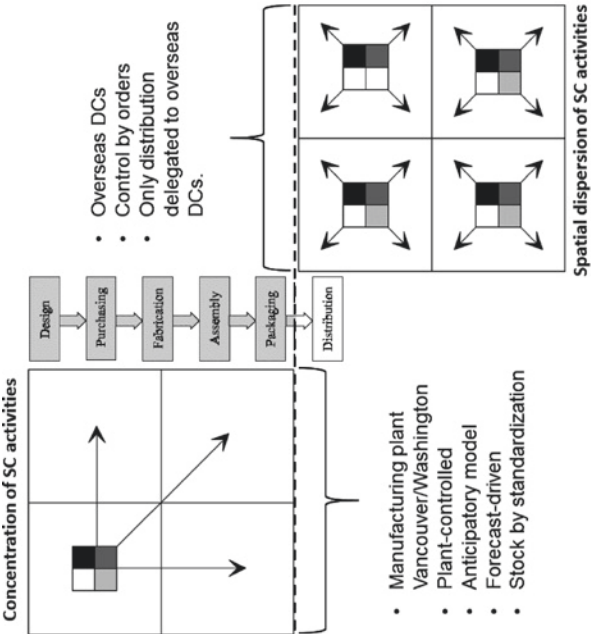 Concentration of SC activities
Design
Purchasing
Fabrication
Assembly
Packaging
Distribution
• Overseas DCs
• Control by orders
• Only distribution
delegated to overseas
DCs.
• Manufacturing plant
Vancouver/Washington
• Plant-controlled
• Anticipatory model
• Forecast-driven
• Stock by standardization
Spatial dispersion of SC activities